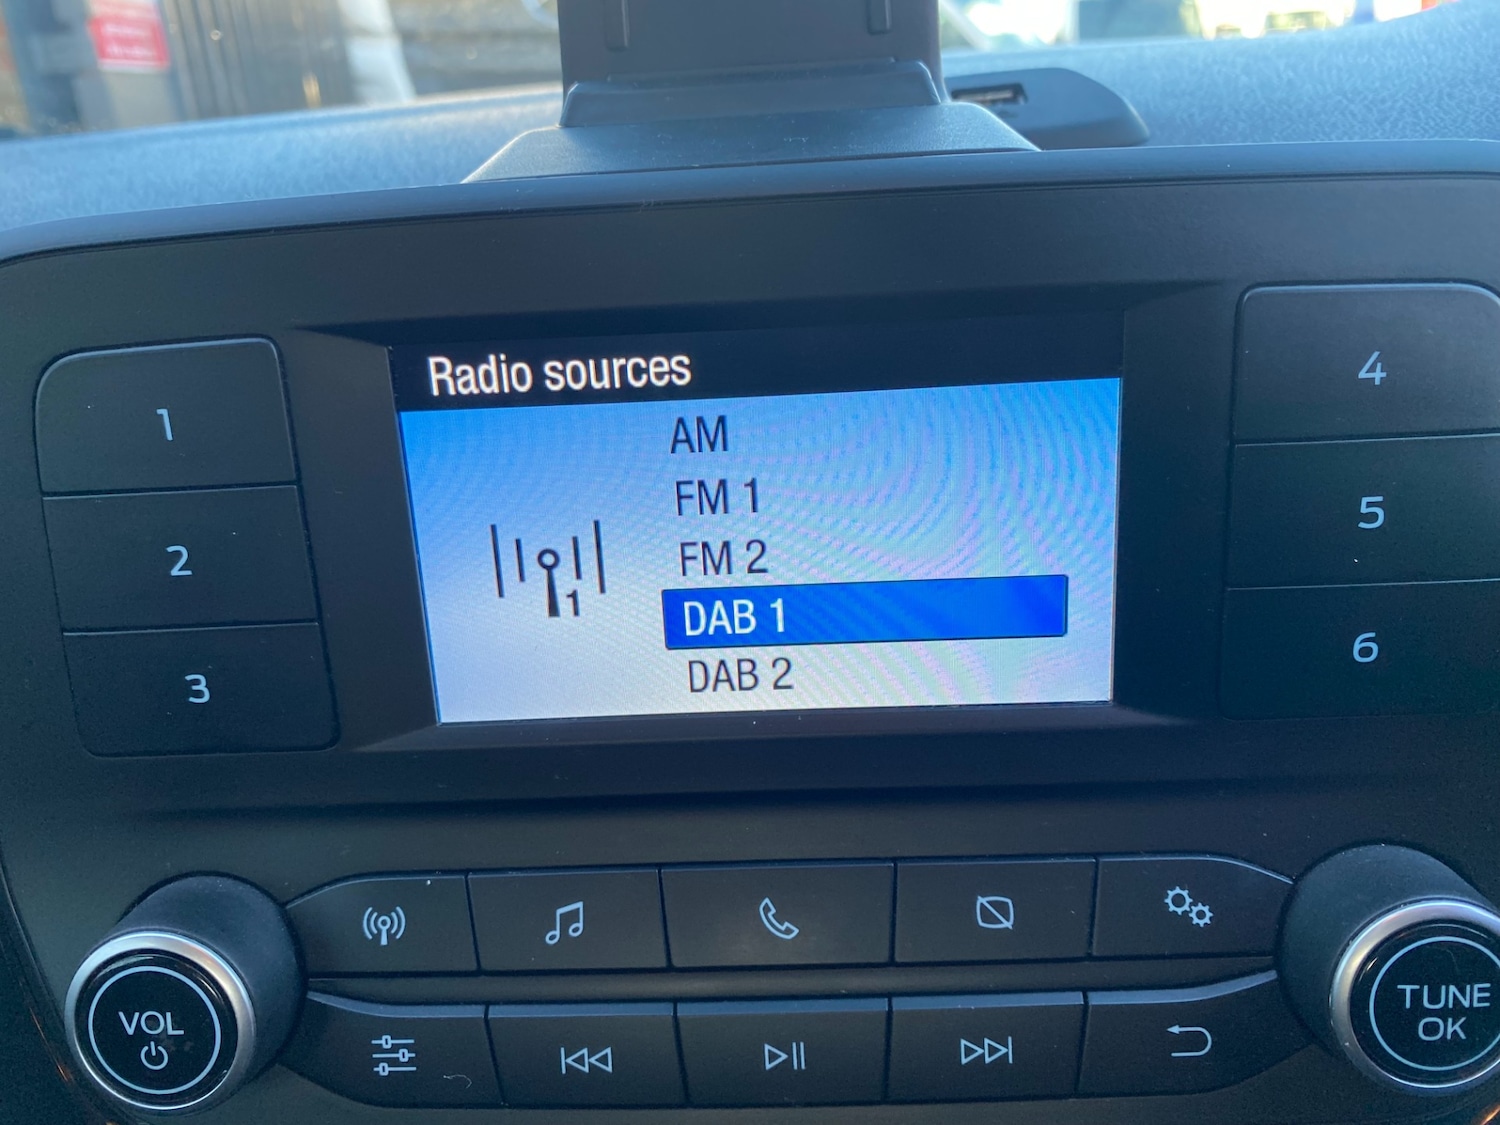 Radio sources
AM
FM 1
FM 2
DAB 1
DAB 2
1
1
2
3
4
5
6
VOL
TUNE
OK